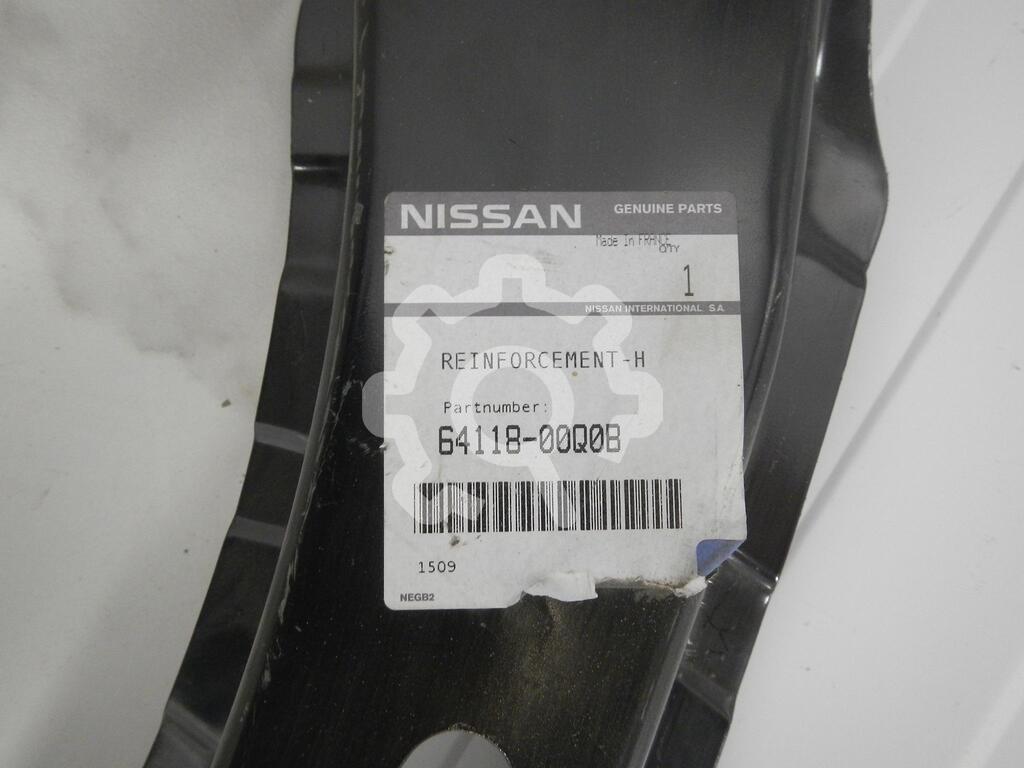 NISSAN GENUINE PARTS
Made In FRANCE
QTY
1
NISSAN INTERNATIONAL SA
REINFORCEMENT-H
Partnumber:
64118-00Q0B
1509
NEGB2